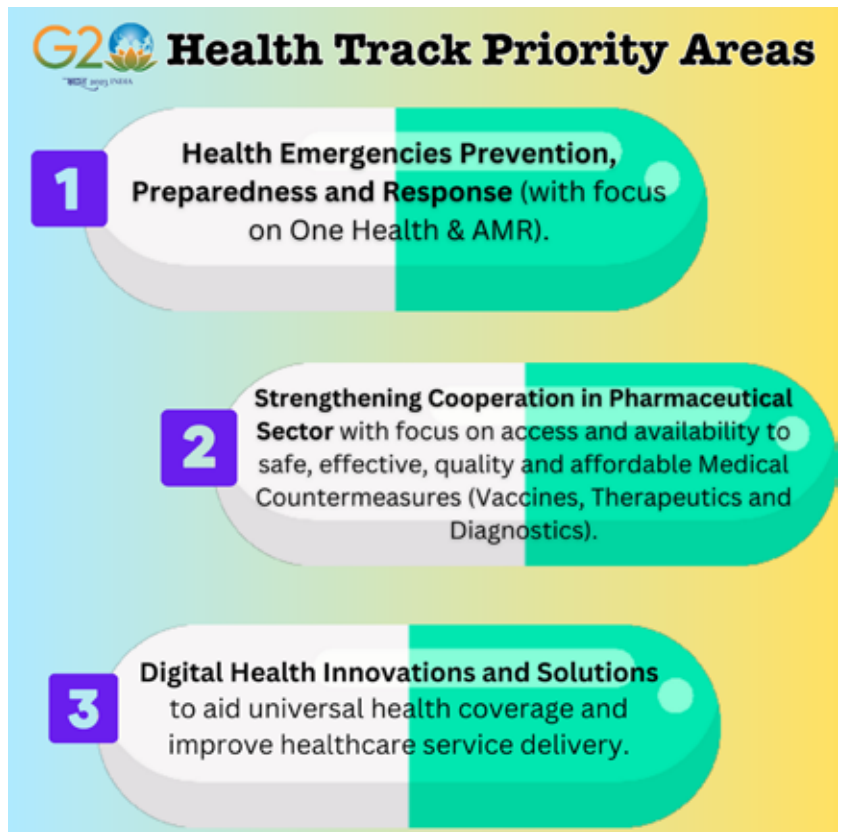 G20 Health Track Priority Areas
भारत 2023 INDIA
1
Health Emergencies Prevention,
Preparedness and Response (with focus
on One Health & AMR).
2
Strengthening Cooperation in Pharmaceutical
Sector with focus on access and availability to
safe, effective, quality and affordable Medical
Countermeasures (Vaccines, Therapeutics and
Diagnostics).
3
Digital Health Innovations and Solutions
to aid universal health coverage and
improve healthcare service delivery.